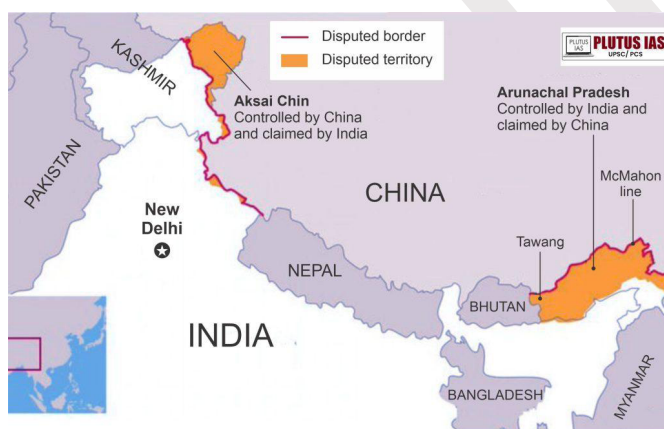 Disputed border
Disputed territory
PLUTUS
IAS
PLUTUS IAS
UPSC/PCS
KASHMIR
Aksai Chin
Controlled by China
and claimed by India
Arunachal Pradesh
Controlled by India and
claimed by China
PAKISTAN
CHINA
McMahon
line
New
Delhi
Tawang
NEPAL
BHUTAN
INDIA
BANGLADESH
MYANMAR